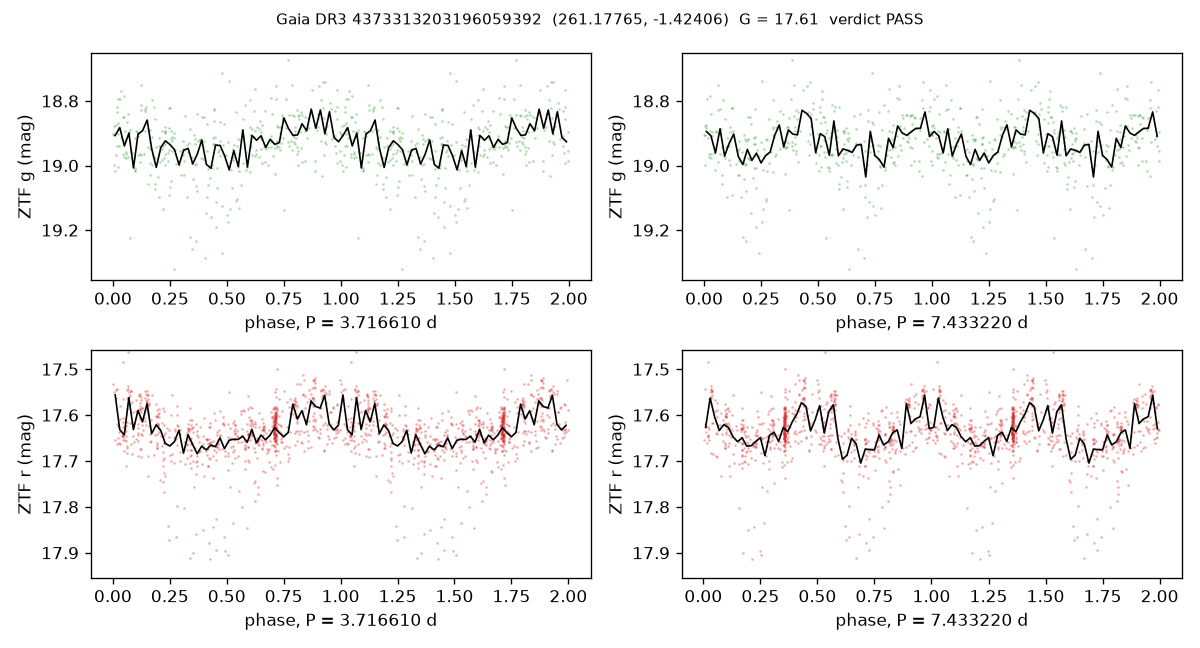 Gaia DR3 4373313203196059392 (261.17765, -1.42406) G = 17.61 verdict PASS
ZTF g (mag)
18.8
19.0
19.2
0.00 0.25 0.50 0.75 1.00 1.25 1.50 1.75 2.00
phase, P = 3.716610 d
ZTF g (mag)
18.8
19.0
19.2
0.00 0.25 0.50 0.75 1.00 1.25 1.50 1.75 2.00
phase, P = 7.433220 d
ZTF r (mag)
17.5
17.6
17.7
17.8
17.9
0.00 0.25 0.50 0.75 1.00 1.25 1.50 1.75 2.00
phase, P = 3.716610 d
ZTF r (mag)
17.5
17.6
17.7
17.8
17.9
0.00 0.25 0.50 0.75 1.00 1.25 1.50 1.75 2.00
phase, P = 7.433220 d